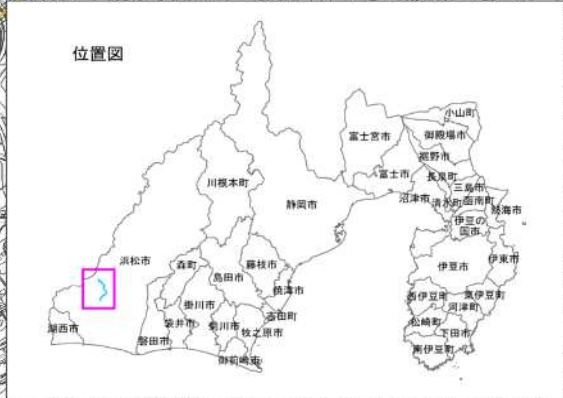 位置図
小山町
富士宮市
御殿場市
裾野市
富士市
長泉町
三島市
沼津市
清水町
函南町
熱海市
伊豆の
国市
川根本町
静岡市
浜松市
森町
島田市
藤枝市
焼津市
伊豆市
伊東市
掛川市
吉田町
西伊豆町
東伊豆町
河津町
湖西市
袋井市
菊川市
牧之原市
松崎町
下田市
磐田市
御前崎市
南伊豆町